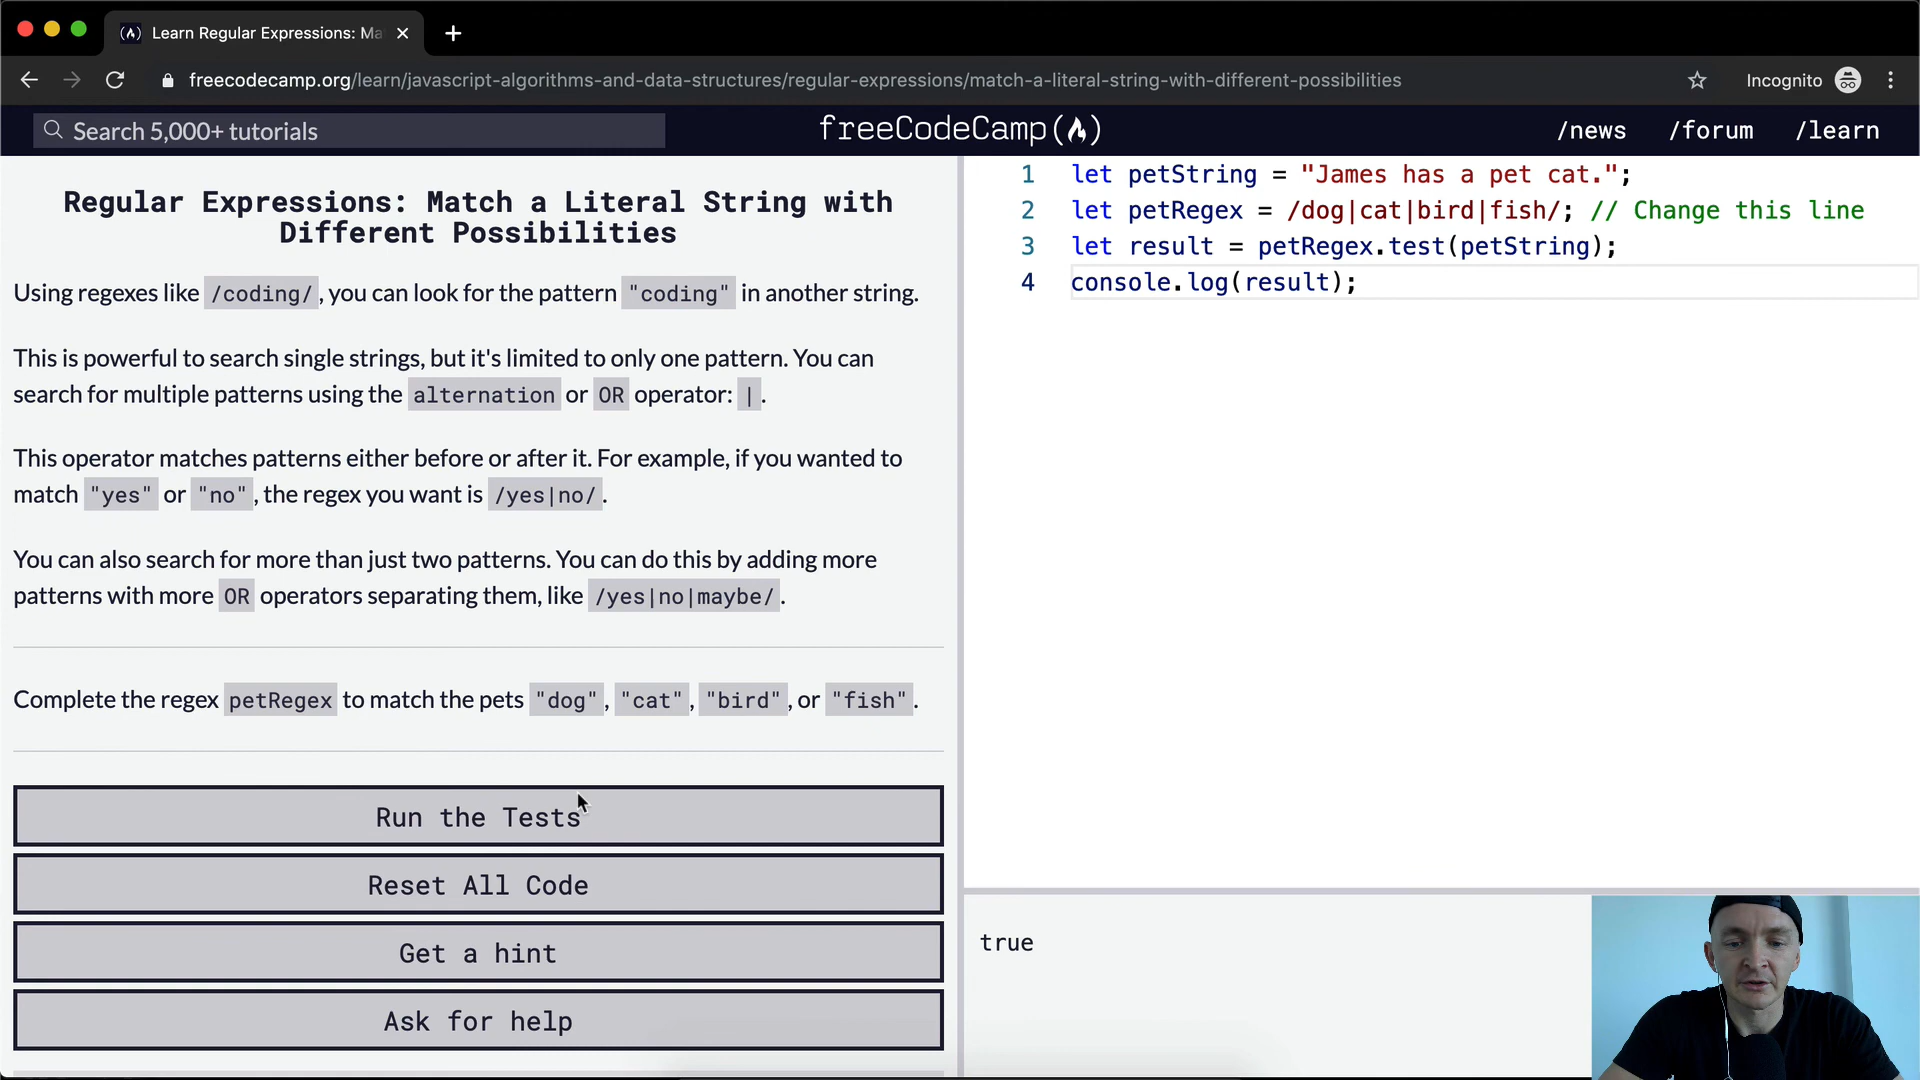 Learn Regular Expressions: Ma
freecodecamp.org/learn/javascript-algorithms-and-data-structures/regular-expressions/match-a-literal-string-with-different-possibilities
Incognito
Search 5,000+ tutorials
freeCodeCamp
/news
/forum
/learn
Regular Expressions: Match a Literal String with
Different Possibilities
Using regexes like /coding/, you can look for the pattern "coding" in another string.
This is powerful to search single strings, but it's limited to only one pattern. You can
search for multiple patterns using the alternation or OR operator: |.
This operator matches patterns either before or after it. For example, if you wanted to
match "yes" or "no", the regex you want is /yes|no/.
You can also search for more than just two patterns. You can do this by adding more
patterns with more OR operators separating them, like /yes|no|maybe/.
Complete the regex petRegex to match the pets "dog", "cat", "bird", or "fish".
Run the Tests
Reset All Code
Get a hint
Ask for help
1 let petString = "James has a pet cat.";
2 let petRegex = /dog|cat|bird|fish/; // Change this line
3 let result = petRegex.test(petString);
4 console.log(result);
true